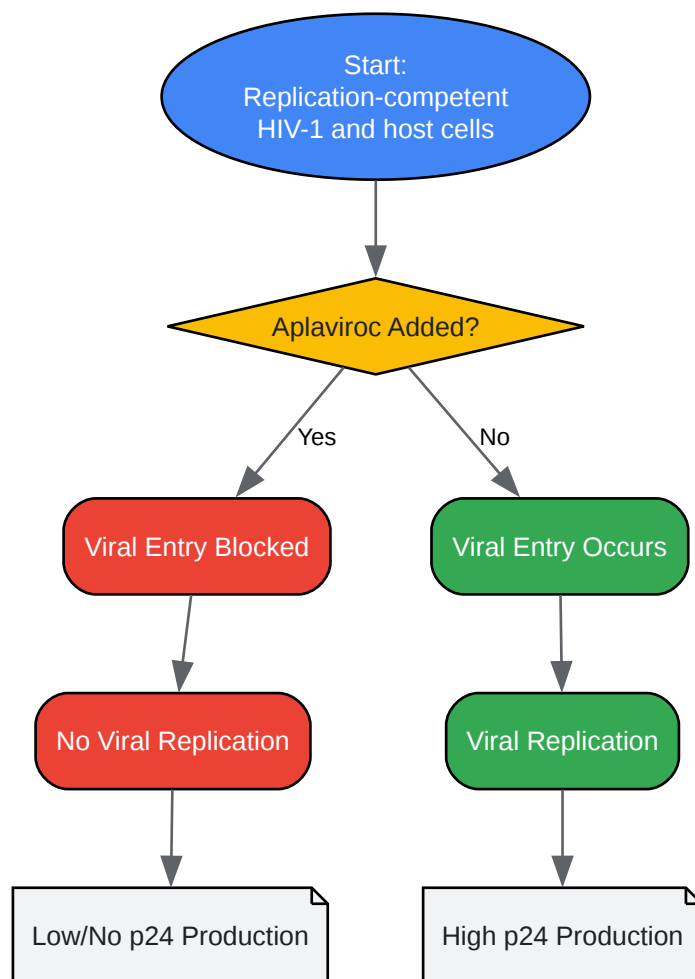 Start:
Replication-competent
HIV-1 and host cells
Aplaviroc Added?
Yes
No
Viral Entry Blocked
Viral Entry Occurs
No Viral Replication
Viral Replication
Low/No p24 Production
High p24 Production